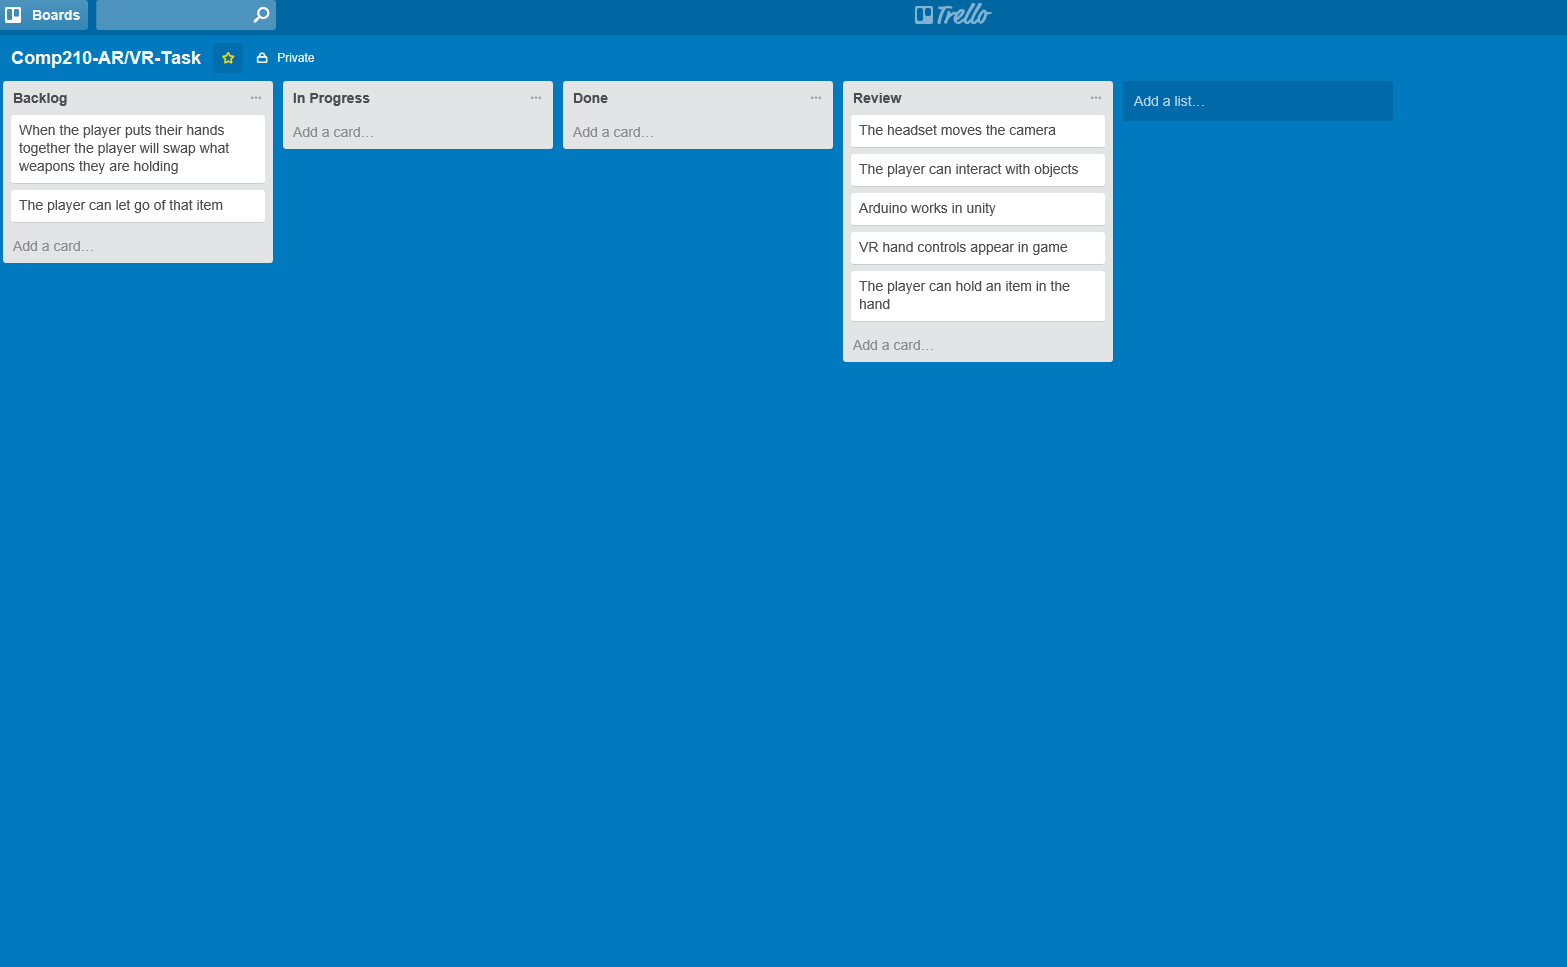 Boards
Trello
Comp210-AR/VR-Task
Private
Backlog
When the player puts their hands
together the player will swap what
weapons they are holding
The player can let go of that item
Add a card…
In Progress
Add a card…
Done
Add a card…
Review
The headset moves the camera
The player can interact with objects
Arduino works in unity
VR hand controls appear in game
The player can hold an item in the
hand
Add a card…
Add a list…